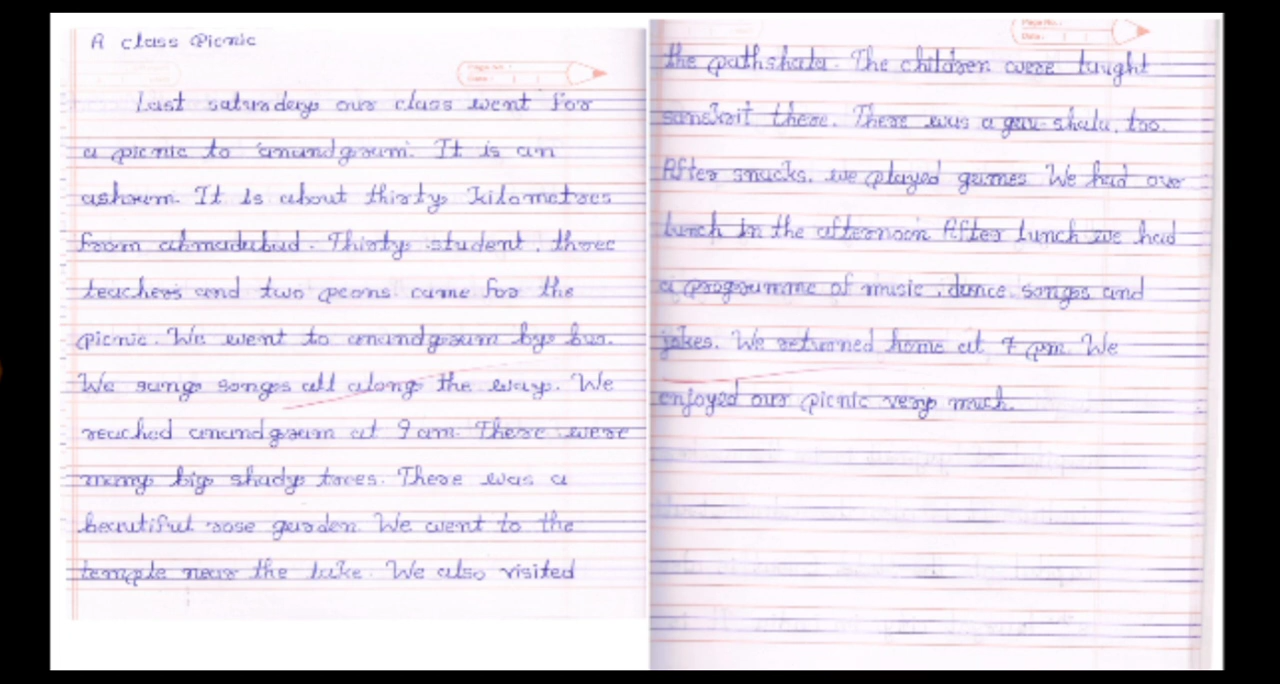 A class Picnic
Last saturday our class went for
a picnic to anandgram. It is an
ashram. It is about thirty Kilometres
from ahmadabad. Thirty student, three
teachers and two peons came for the
picnic. We went to anandgram by bus.
We sang songs all along the way. We
reached anandgram at 9 am. There were
many big shady trees. There was a
beautiful rose garden. We went to the
temple near the lake. We also visited
Page No.:
Date:
the pathshala. The children were taught
sanskrit there. There was a gau-shala, too.
After snacks, we played games. We had our
lunch in the afternoon. After lunch we had
a programme of music, dance, songs and
jokes. We returned home at 7 pm. We
enjoyed our picnic very much.